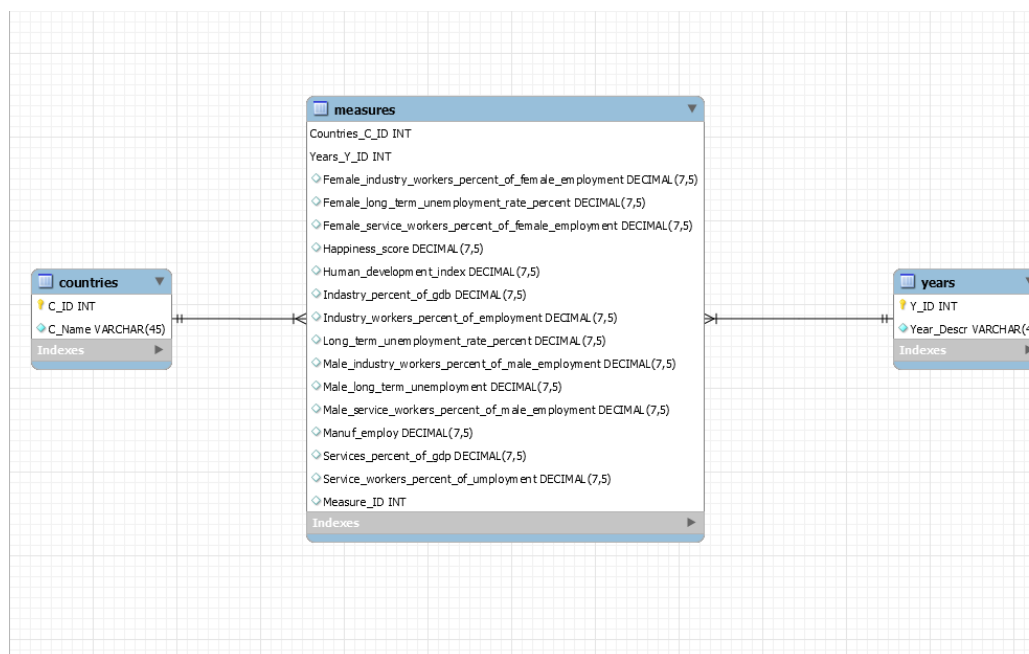 measures
Countries_C_ID INT
Years_Y_ID INT
Female_industry_workers_percent_of_female_employment DECIMAL(7,5)
Female_long_term_unemployment_rate_percent DECIMAL(7,5)
Female_service_workers_percent_of_female_employment DECIMAL(7,5)
Happiness_score DECIMAL(7,5)
Human_development_index DECIMAL(7,5)
Indastry_percent_of_gdb DECIMAL(7,5)
Industry_workers_percent_of_employment DECIMAL(7,5)
Long_term_unemployment_rate_percent DECIMAL(7,5)
Male_industry_workers_percent_of_male_employment DECIMAL(7,5)
Male_long_term_unemployment DECIMAL(7,5)
Male_service_workers_percent_of_male_employment DECIMAL(7,5)
Manuf_employ DECIMAL(7,5)
Services_percent_of_gdp DECIMAL(7,5)
Service_workers_percent_of_umployment DECIMAL(7,5)
Measure_ID INT
Indexes
countries
C_ID INT
C_Name VARCHAR(45)
Indexes
years
Y_ID INT
Year_Descr VARCHAR(4
Indexes